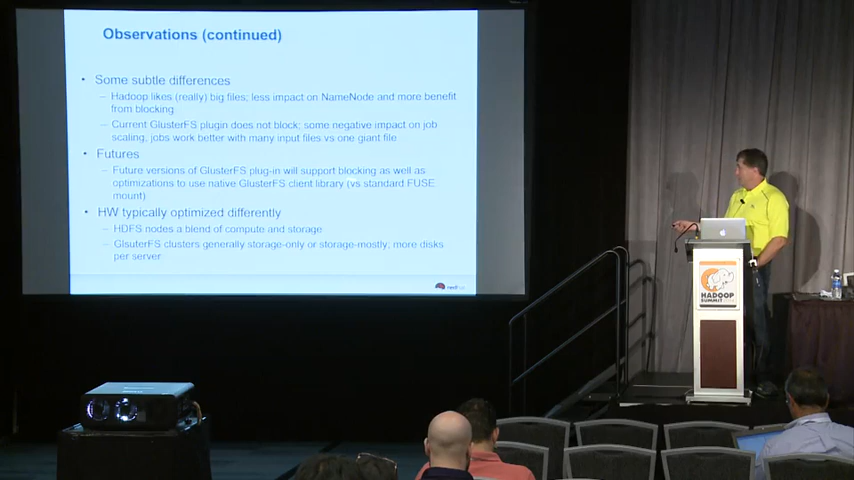 Observations (continued)
• Some subtle differences
– Hadoop likes (really) big files; less impact on NameNode and more benefit
from blocking
– Current GlusterFS plugin does not block; some negative impact on job
scaling, jobs work better with many input files vs one giant file
• Futures
– Future versions of GlusterFS plug-in will support blocking as well as
optimizations to use native GlusterFS client library (vs standard FUSE
mount)
• HW typically optimized differently
– HDFS nodes a blend of compute and storage
– GlsuterFS clusters generally storage-only or storage-mostly; more disks
per server
redhat
HADOOP
SUMMIT